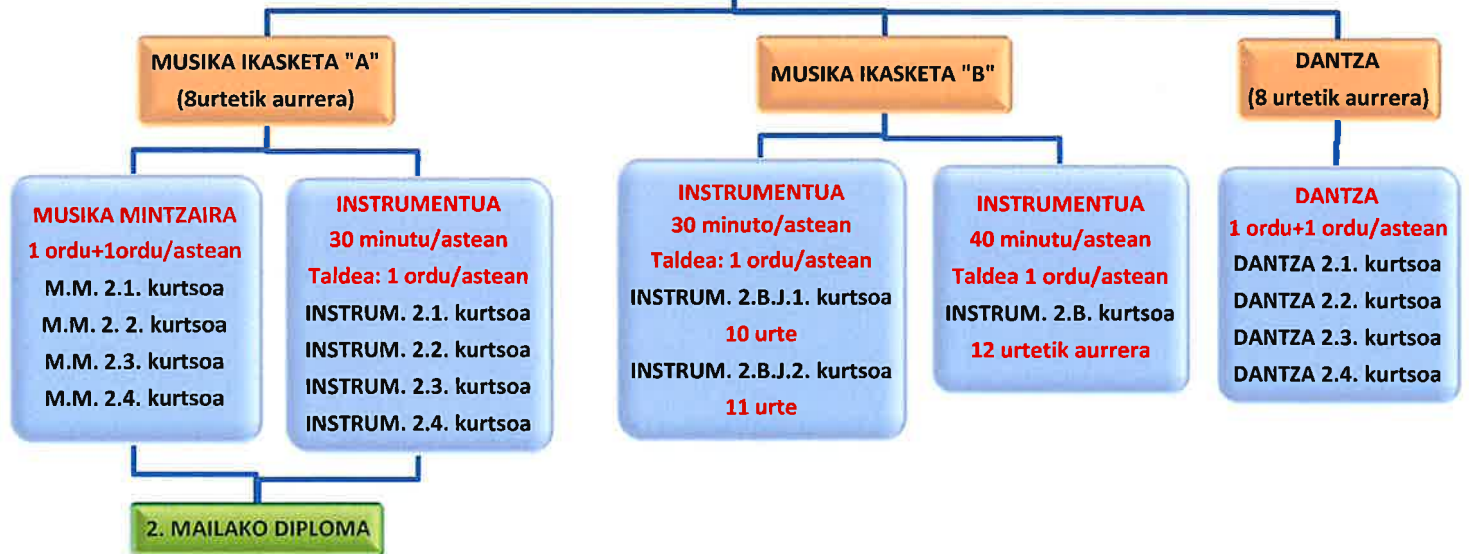 MUSIKA IKASKETA "A"
(8urtetik aurrera)
MUSIKA IKASKETA "B"
DANTZA
(8 urtetik aurrera)
MUSIKA MINTZAIRA
1 ordu+1ordu/astean
M.M. 2.1. kurtsoa
M.M. 2. 2. kurtsoa
M.M. 2.3. kurtsoa
M.M. 2.4. kurtsoa
INSTRUMENTUA
30 minutu/astean
Taldea: 1 ordu/astean
INSTRUM. 2.1. kurtsoa
INSTRUM. 2.2. kurtsoa
INSTRUM. 2.3. kurtsoa
INSTRUM. 2.4. kurtsoa
INSTRUMENTUA
30 minuto/astean
Taldea: 1 ordu/astean
INSTRUM. 2.B.J.1. kurtsoa
10 urte
INSTRUM. 2.B.J.2. kurtsoa
11 urte
INSTRUMENTUA
40 minutu/astean
Taldea 1 ordu/astean
INSTRUM. 2.B. kurtsoa
12 urtetik aurrera
DANTZA
1 ordu+1 ordu/astean
DANTZA 2.1. kurtsoa
DANTZA 2.2. kurtsoa
DANTZA 2.3. kurtsoa
DANTZA 2.4. kurtsoa
2. MAILAKO DIPLOMA